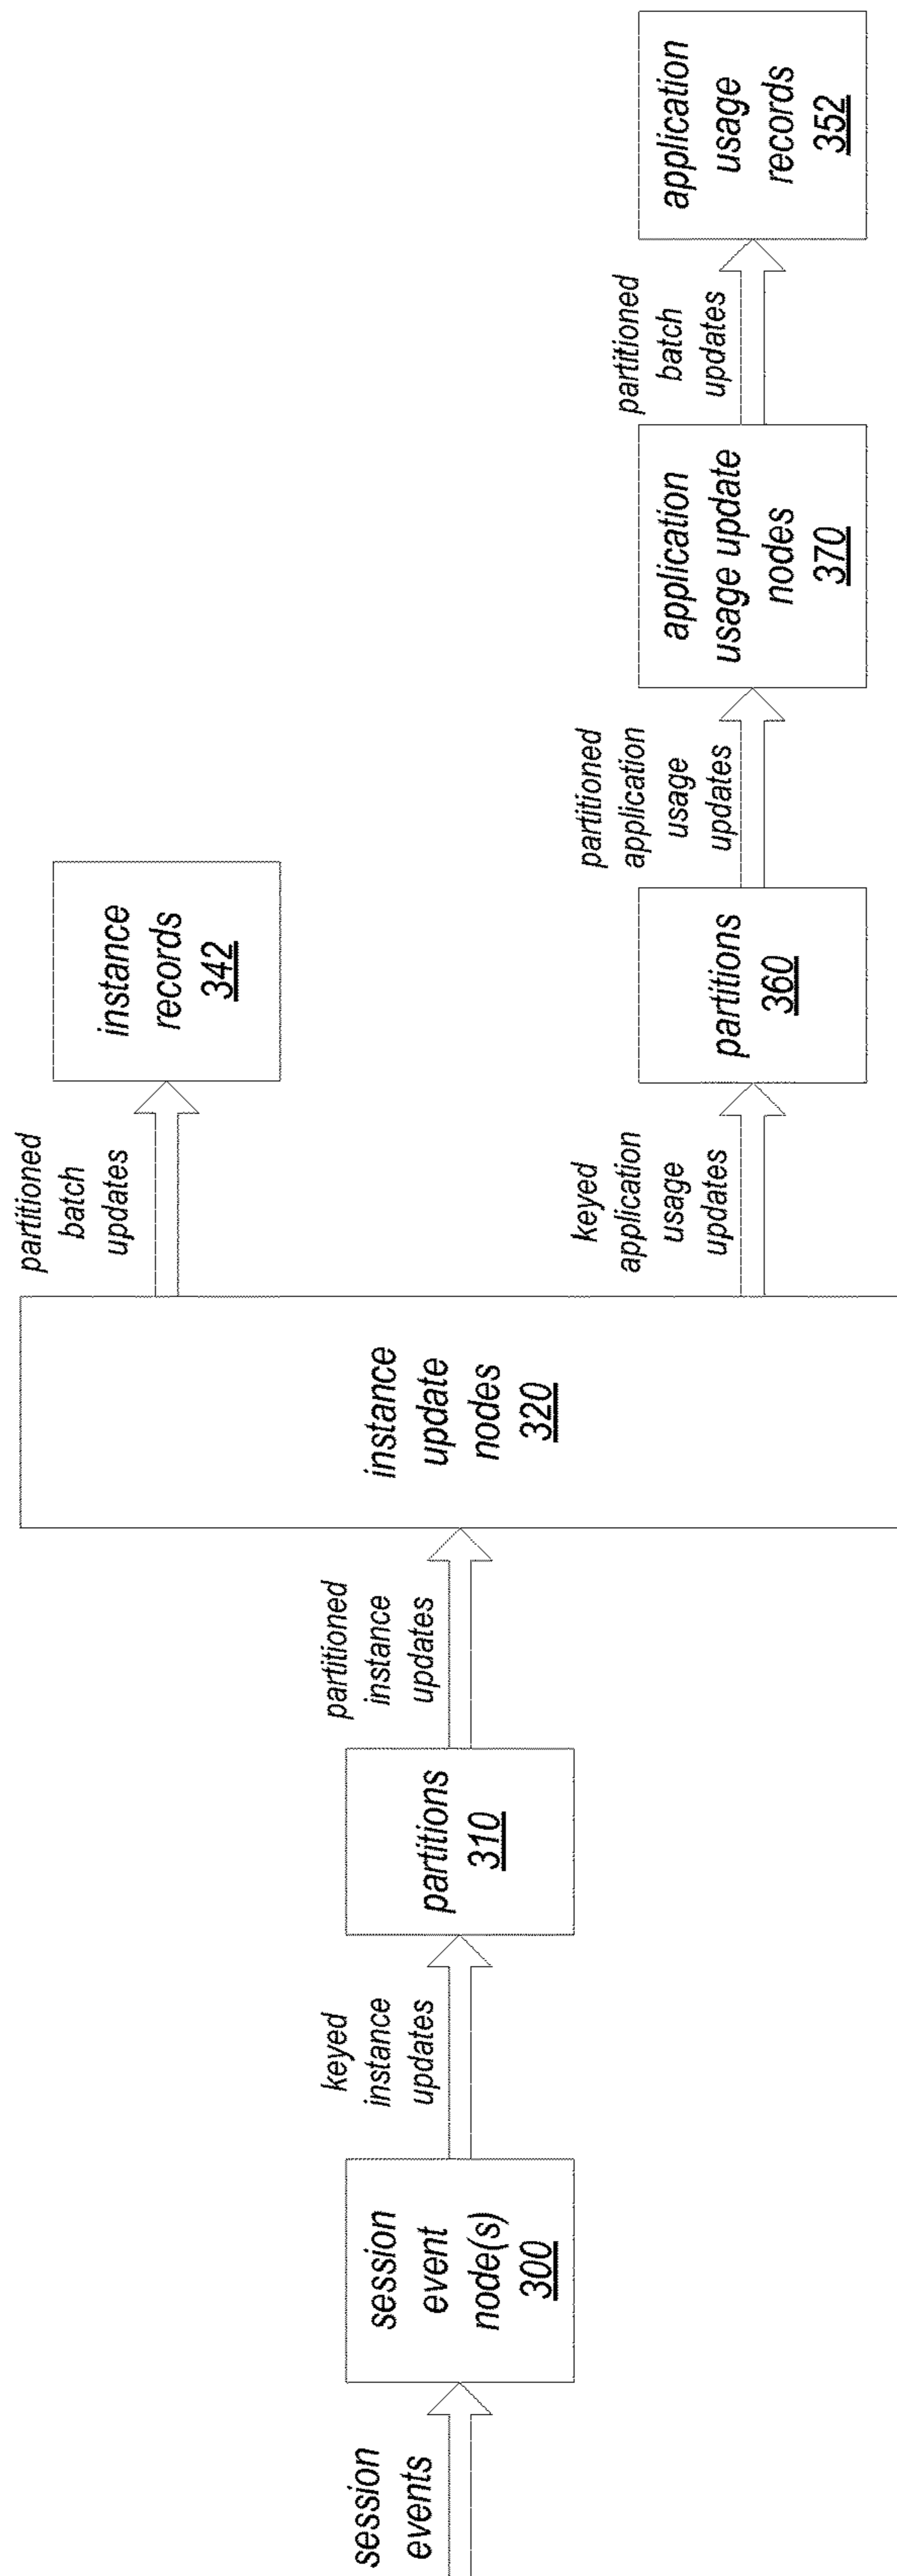 session
events
session
event
node(s)
300
keyed
instance
updates
partitions
310
partitioned
instance
updates
instance
update
nodes
320
partitioned
batch
updates
instance
records
342
keyed
application
usage
updates
partitions
360
partitioned
application
usage
updates
application
usage update
nodes
370
partitioned
batch
updates
application
usage
records
352